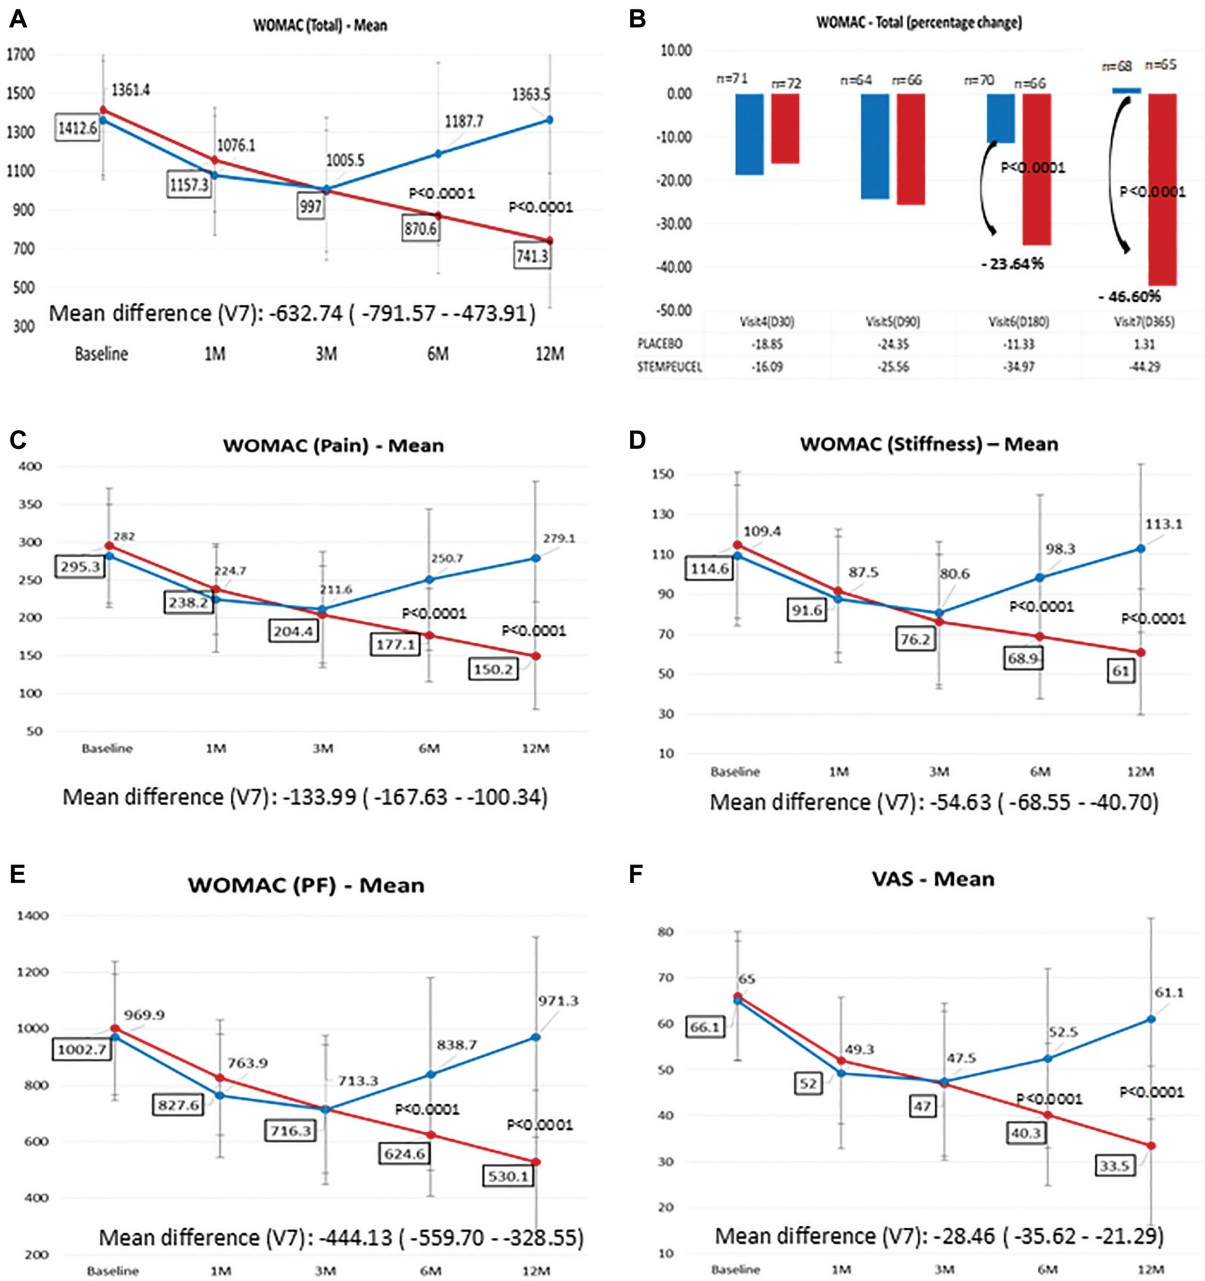 A
WOMAC (Total) - Mean
1700
1500
1300
1100
900
700
500
300
1361.4
1412.6
1076.1
1157.3
1005.5
997
1187.7
P<0.0001
870.6
1363.5
P<0.0001
741.3
Mean difference (V7): -632.74 ( -791.57 - -473.91)
Baseline 1M 3M 6M 12M
B
WOMAC - Total (percentage change)
10.00
0.00
-10.00
-20.00
-30.00
-40.00
-50.00
n=71 n=72 n=64 n=66 n=70 n=66 n=68 n=65
P<0.0001
P<0.0001
- 23.64%
- 46.60%
Visit4(D30) Visit5(D90) Visit6(D180) Visit7(D365)
PLACEBO -18.85 -24.35 -11.33 1.31
STEMPEUCEL -16.09 -25.56 -34.97 -44.29
C
WOMAC (Pain) - Mean
400
350
300
250
200
150
100
50
282
295.3
224.7
238.2
211.6
204.4
250.7
P<0.0001
177.1
279.1
P<0.0001
150.2
Baseline 1M 3M 6M 12M
Mean difference (V7): -133.99 ( -167.63 - -100.34)
D
WOMAC (Stiffness) – Mean
150
130
110
90
70
50
30
10
109.4
114.6
87.5
91.6
80.6
76.2
98.3
P<0.0001
68.9
113.1
P<0.0001
61
Baseline 1M 3M 6M 12M
Mean difference (V7): -54.63 ( -68.55 - -40.70)
E
WOMAC (PF) - Mean
1400
1200
1000
800
600
400
200
969.9
1002.7
763.9
827.6
713.3
716.3
838.7
P<0.0001
624.6
971.3
P<0.0001
530.1
Mean difference (V7): -444.13 ( -559.70 - -328.55)
Baseline 1M 3M 6M 12M
F
VAS - Mean
80
70
60
50
40
30
20
10
65
66.1
49.3
52
47.5
47
52.5
P<0.0001
40.3
61.1
P<0.0001
33.5
Mean difference (V7): -28.46 ( -35.62 - -21.29)
Baseline 1M 3M 6M 12M